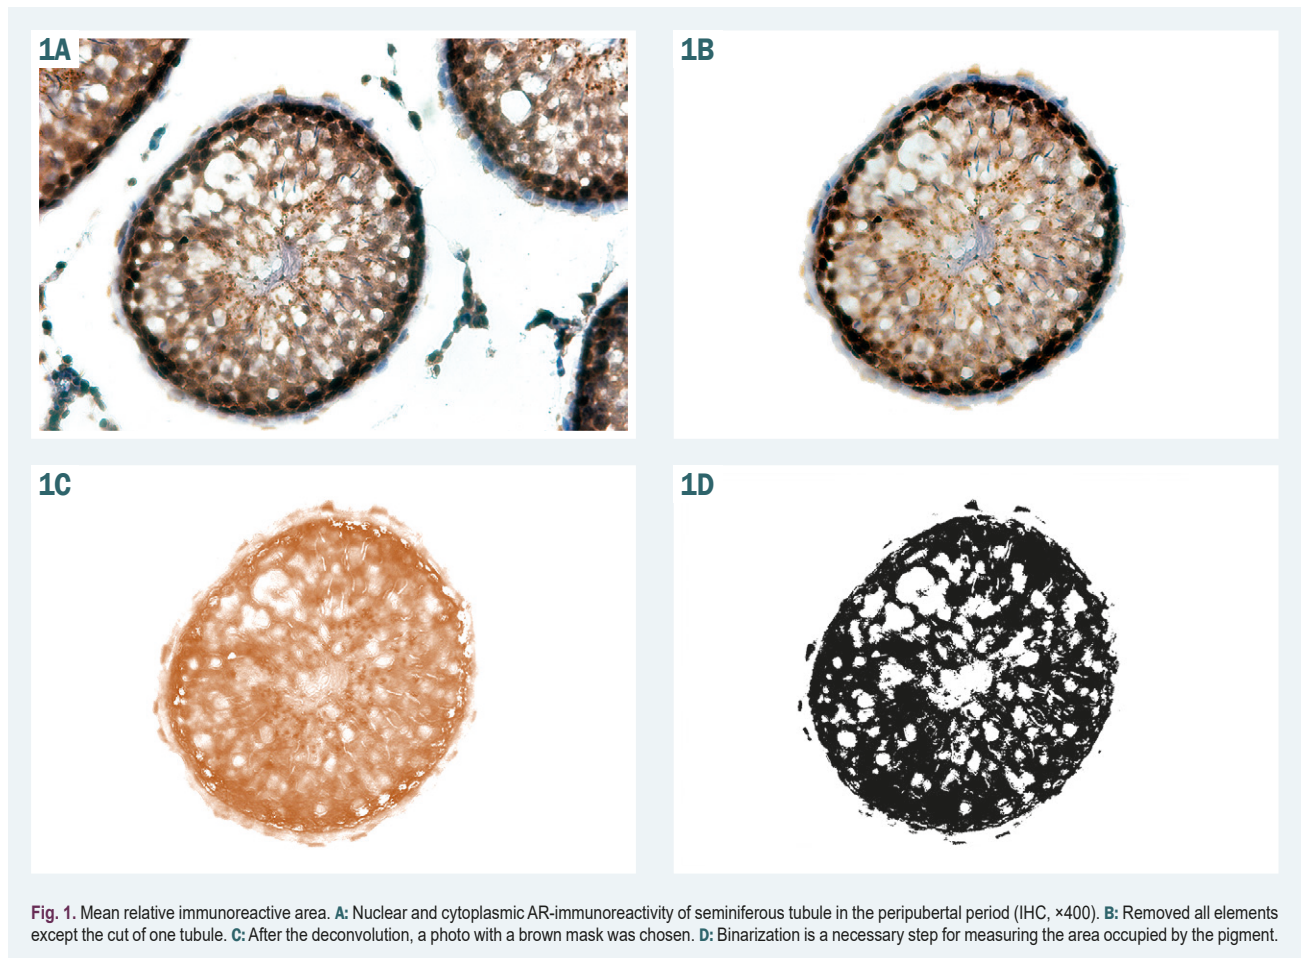 1A
1B
1C
1D
Fig. 1. Mean relative immunoreactive area. A: Nuclear and cytoplasmic AR-immunoreactivity of seminiferous tubule in the peripubertal period (IHC, ×400). B: Removed all elements
except the cut of one tubule. C: After the deconvolution, a photo with a brown mask was chosen. D: Binarization is a necessary step for measuring the area occupied by the pigment.